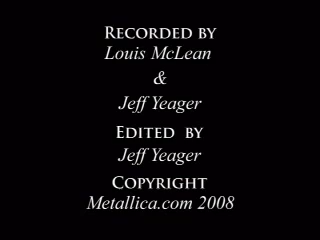 Recorded by
Louis McLean
&
Jeff Yeager
Edited by
Jeff Yeager
Copyright
Metallica.com 2008